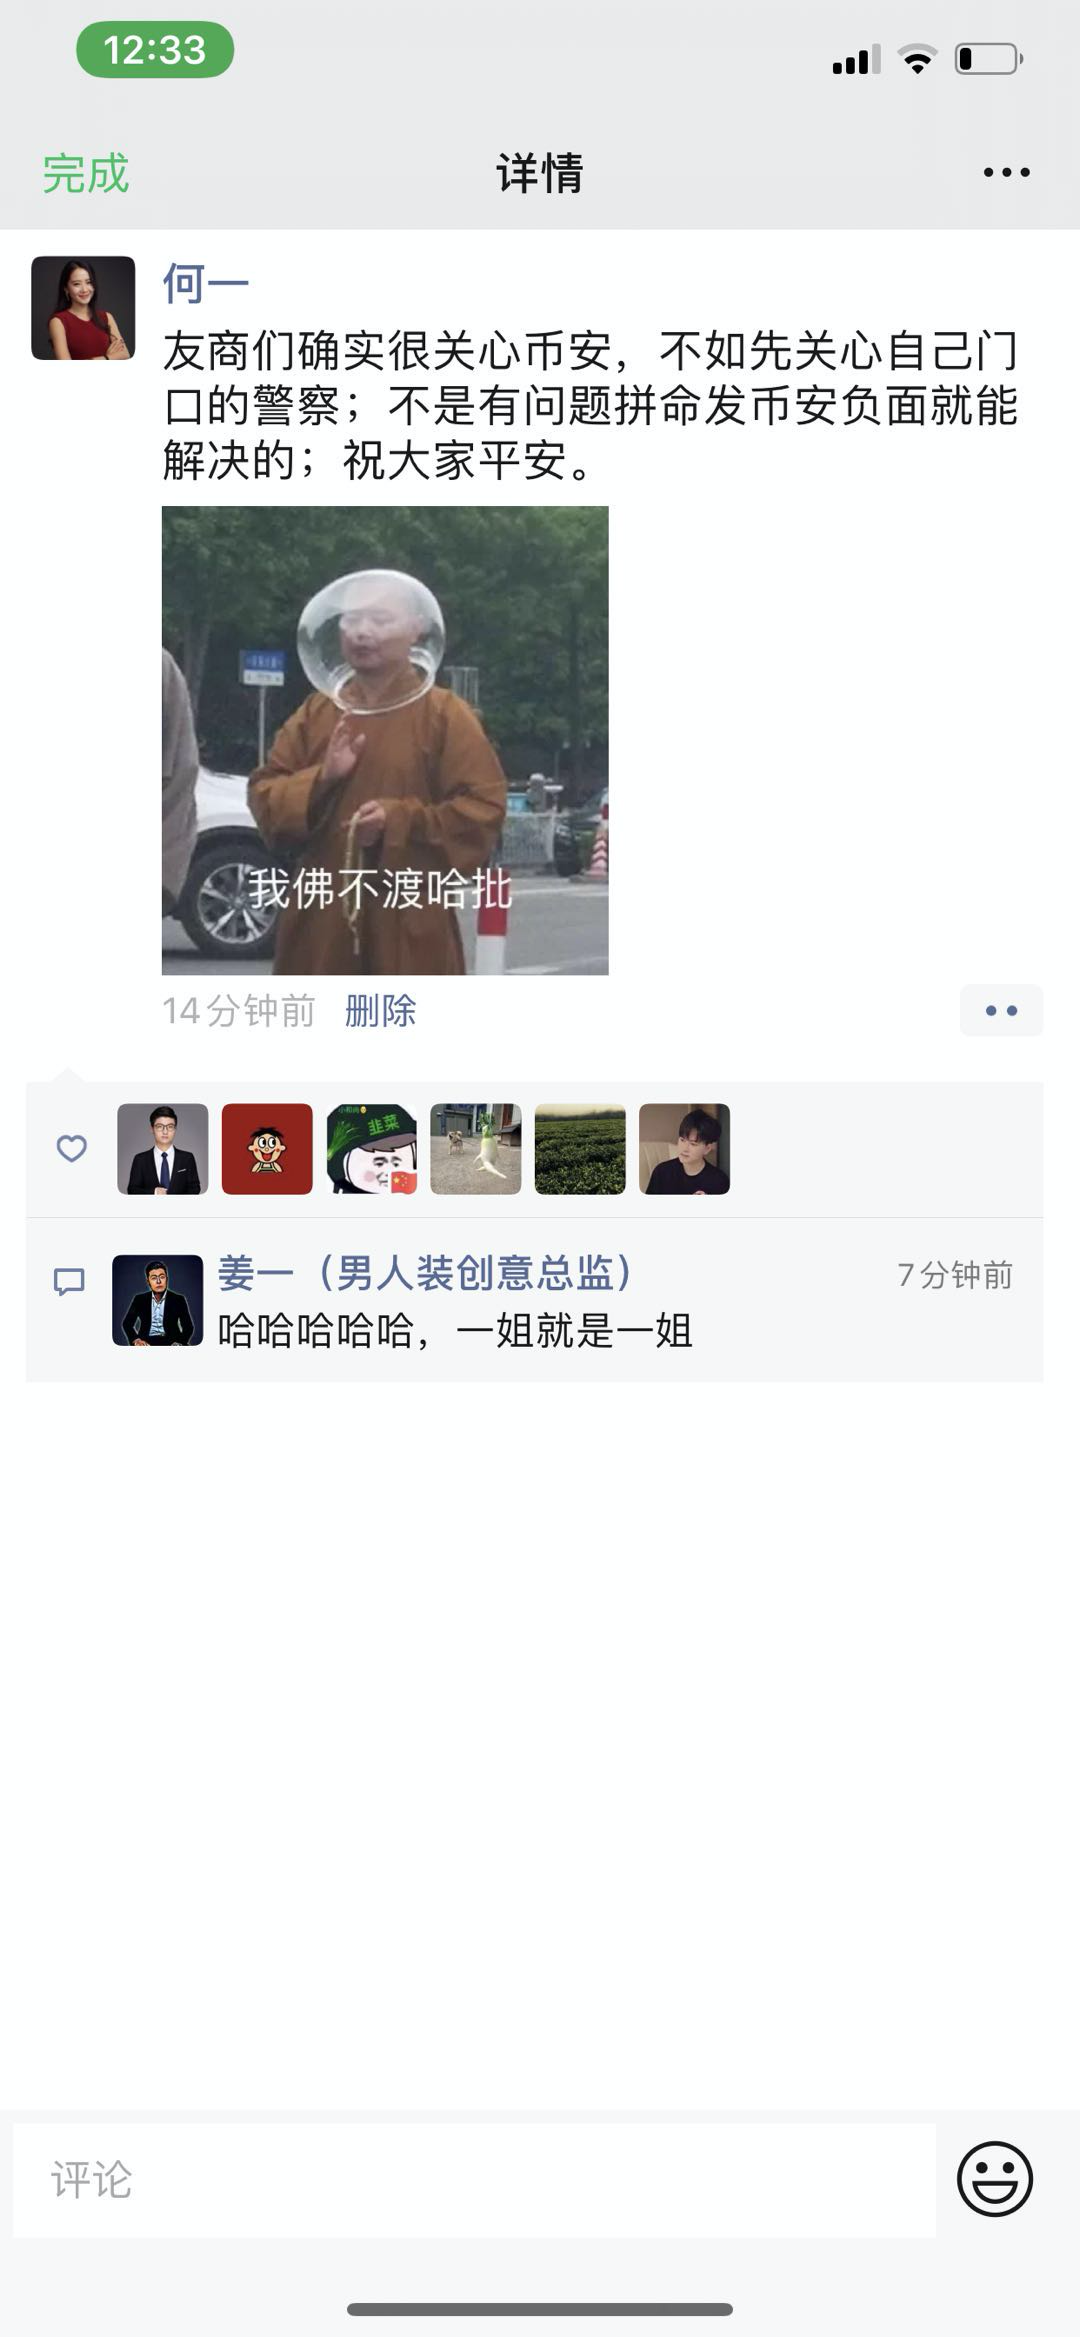 12:33
完成
详情
何一
友商们确实很关心币安，不如先关心自己门
口的警察；不是有问题拼命发币安负面就能
解决的；祝大家平安。
我佛不渡哈批
14分钟前 删除
小和尚
韭菜
姜一（男人装创意总监）
7分钟前
哈哈哈哈哈，一姐就是一姐
评论